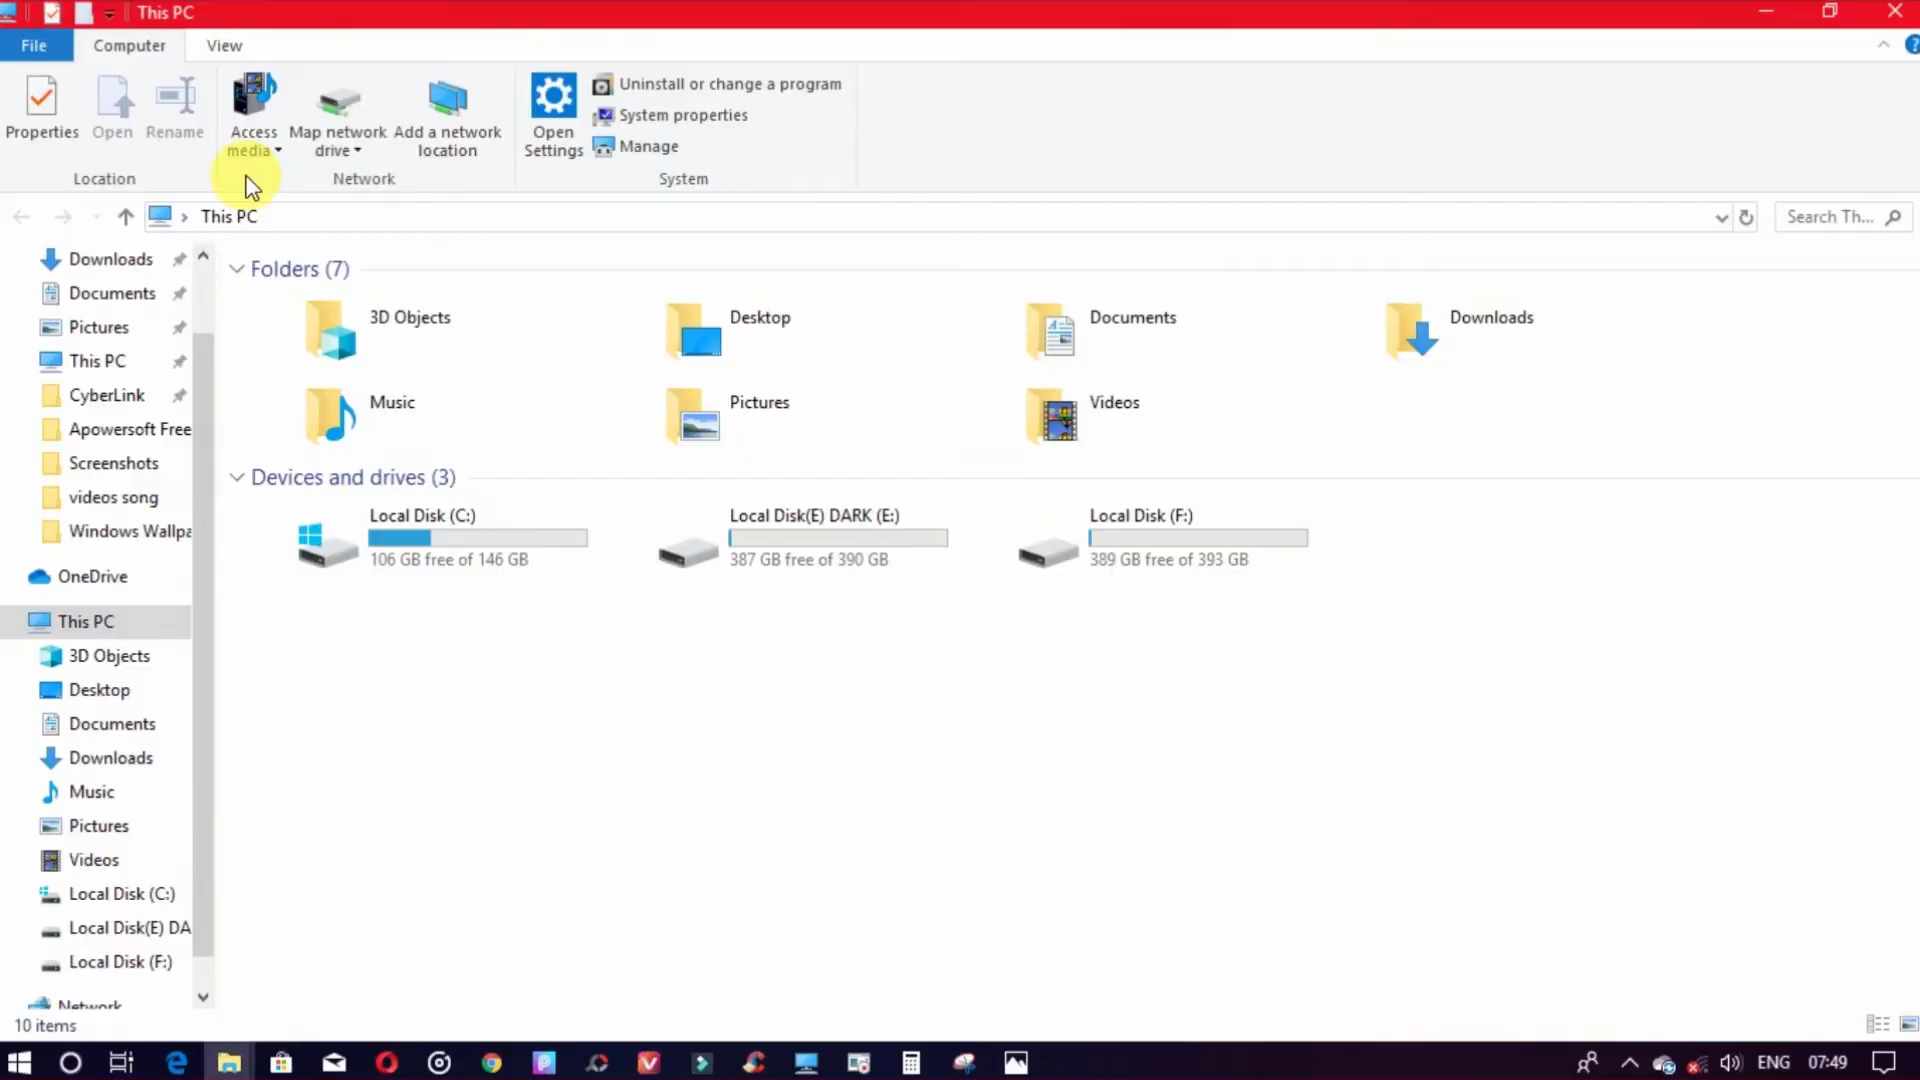 This PC
File
Computer
View
Properties
Open
Rename
Access
media
Map network
drive
Add a network
location
Open
Settings
Uninstall or change a program
System properties
Manage
Location
Network
System
This PC
Search Th...
Downloads
Documents
Pictures
This PC
CyberLink
Apowersoft Free
Screenshots
videos song
Windows Wallpa
OneDrive
This PC
3D Objects
Desktop
Documents
Downloads
Music
Pictures
Videos
Local Disk (C:)
Local Disk(E) DA
Local Disk (F:)
Network
Folders (7)
3D Objects
Desktop
Documents
Downloads
Music
Pictures
Videos
Devices and drives (3)
Local Disk (C:)
106 GB free of 146 GB
Local Disk(E) DARK (E:)
387 GB free of 390 GB
Local Disk (F:)
389 GB free of 393 GB
10 items
ENG
07:49